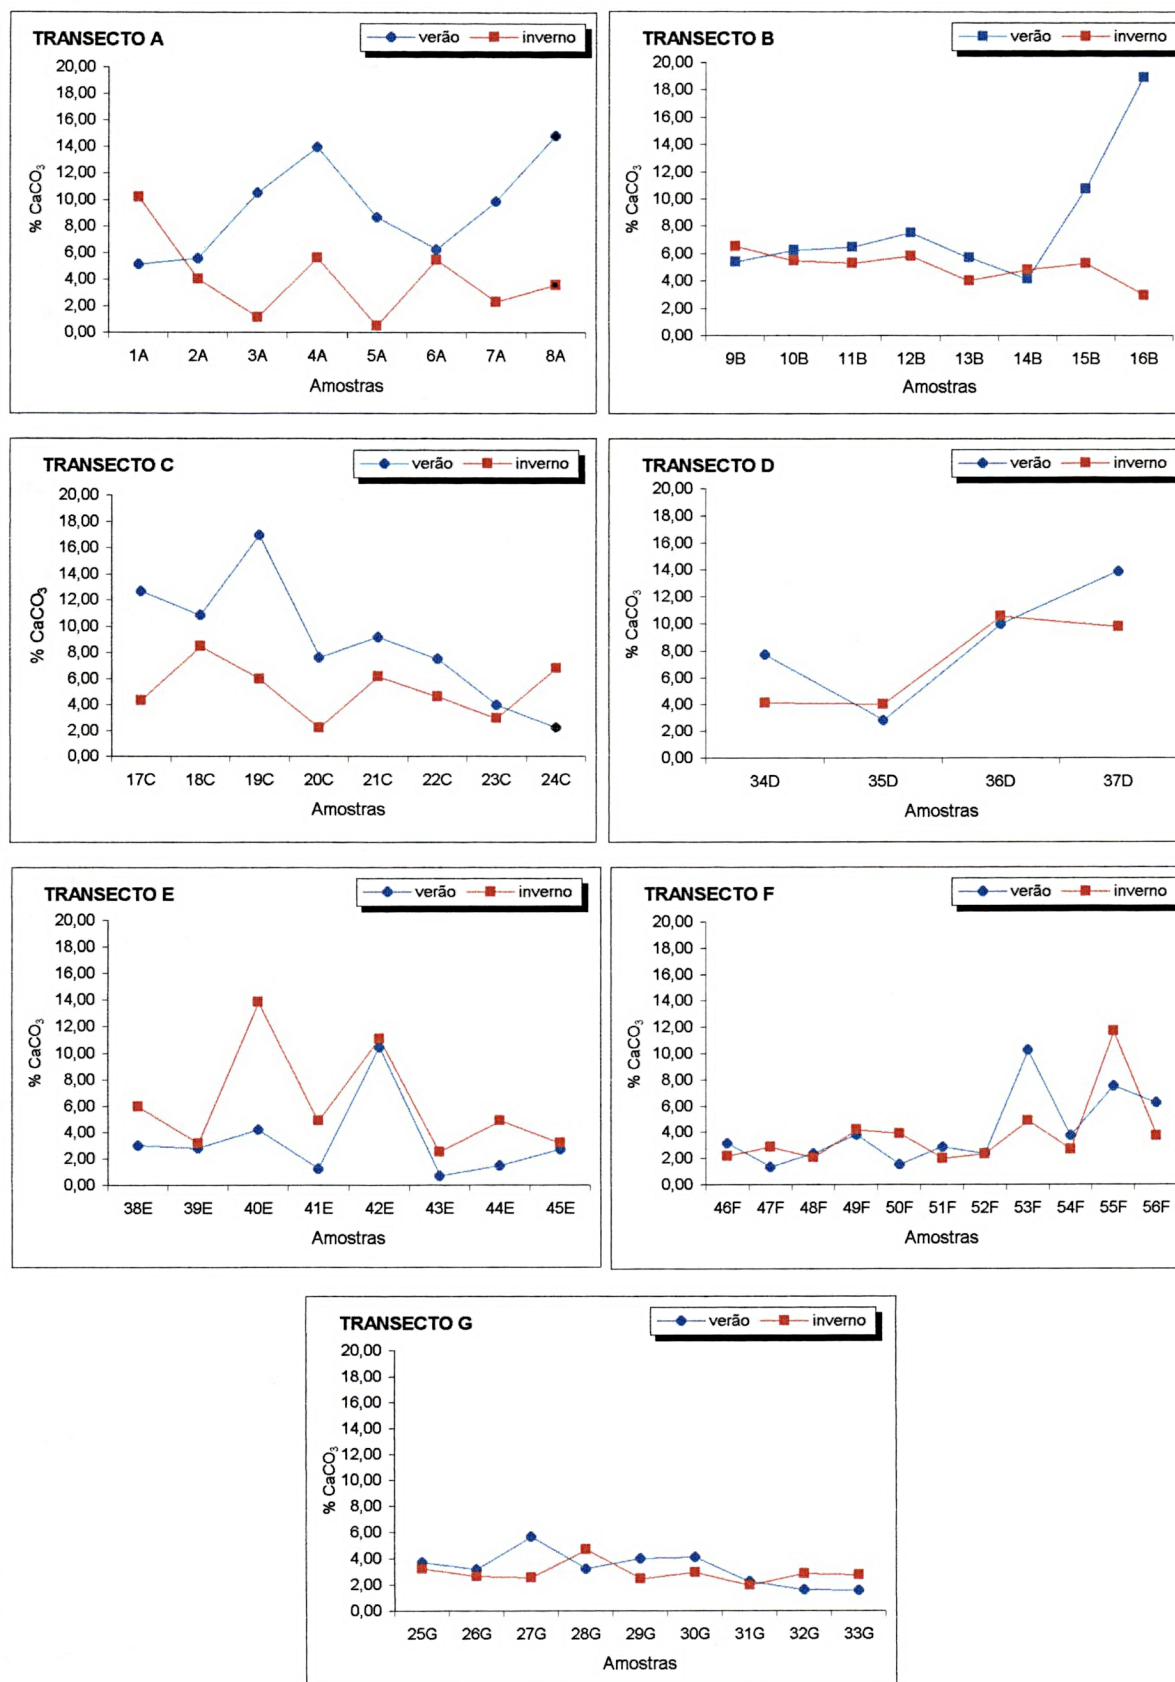 TRANSECTO A
verão inverno
20,00
18,00
16,00
14,00
12,00
10,00
8,00
6,00
4,00
2,00
0,00
% CaCO₃
1A 2A 3A 4A 5A 6A 7A 8A
Amostras
TRANSECTO B
verão inverno
20,00
18,00
16,00
14,00
12,00
10,00
8,00
6,00
4,00
2,00
0,00
% CaCO₃
9B 10B 11B 12B 13B 14B 15B 16B
Amostras
TRANSECTO C
verão inverno
20,00
18,00
16,00
14,00
12,00
10,00
8,00
6,00
4,00
2,00
0,00
% CaCO₃
17C 18C 19C 20C 21C 22C 23C 24C
Amostras
TRANSECTO D
verão inverno
20,00
18,00
16,00
14,00
12,00
10,00
8,00
6,00
4,00
2,00
0,00
% CaCO₃
34D 35D 36D 37D
Amostras
TRANSECTO E
verão inverno
20,00
18,00
16,00
14,00
12,00
10,00
8,00
6,00
4,00
2,00
0,00
% CaCO₃
38E 39E 40E 41E 42E 43E 44E 45E
Amostras
TRANSECTO F
verão inverno
20,00
18,00
16,00
14,00
12,00
10,00
8,00
6,00
4,00
2,00
0,00
% CaCO₃
46F 47F 48F 49F 50F 51F 52F 53F 54F 55F 56F
Amostras
TRANSECTO G
verão inverno
20,00
18,00
16,00
14,00
12,00
10,00
8,00
6,00
4,00
2,00
0,00
% CaCO₃
25G 26G 27G 28G 29G 30G 31G 32G 33G
Amostras